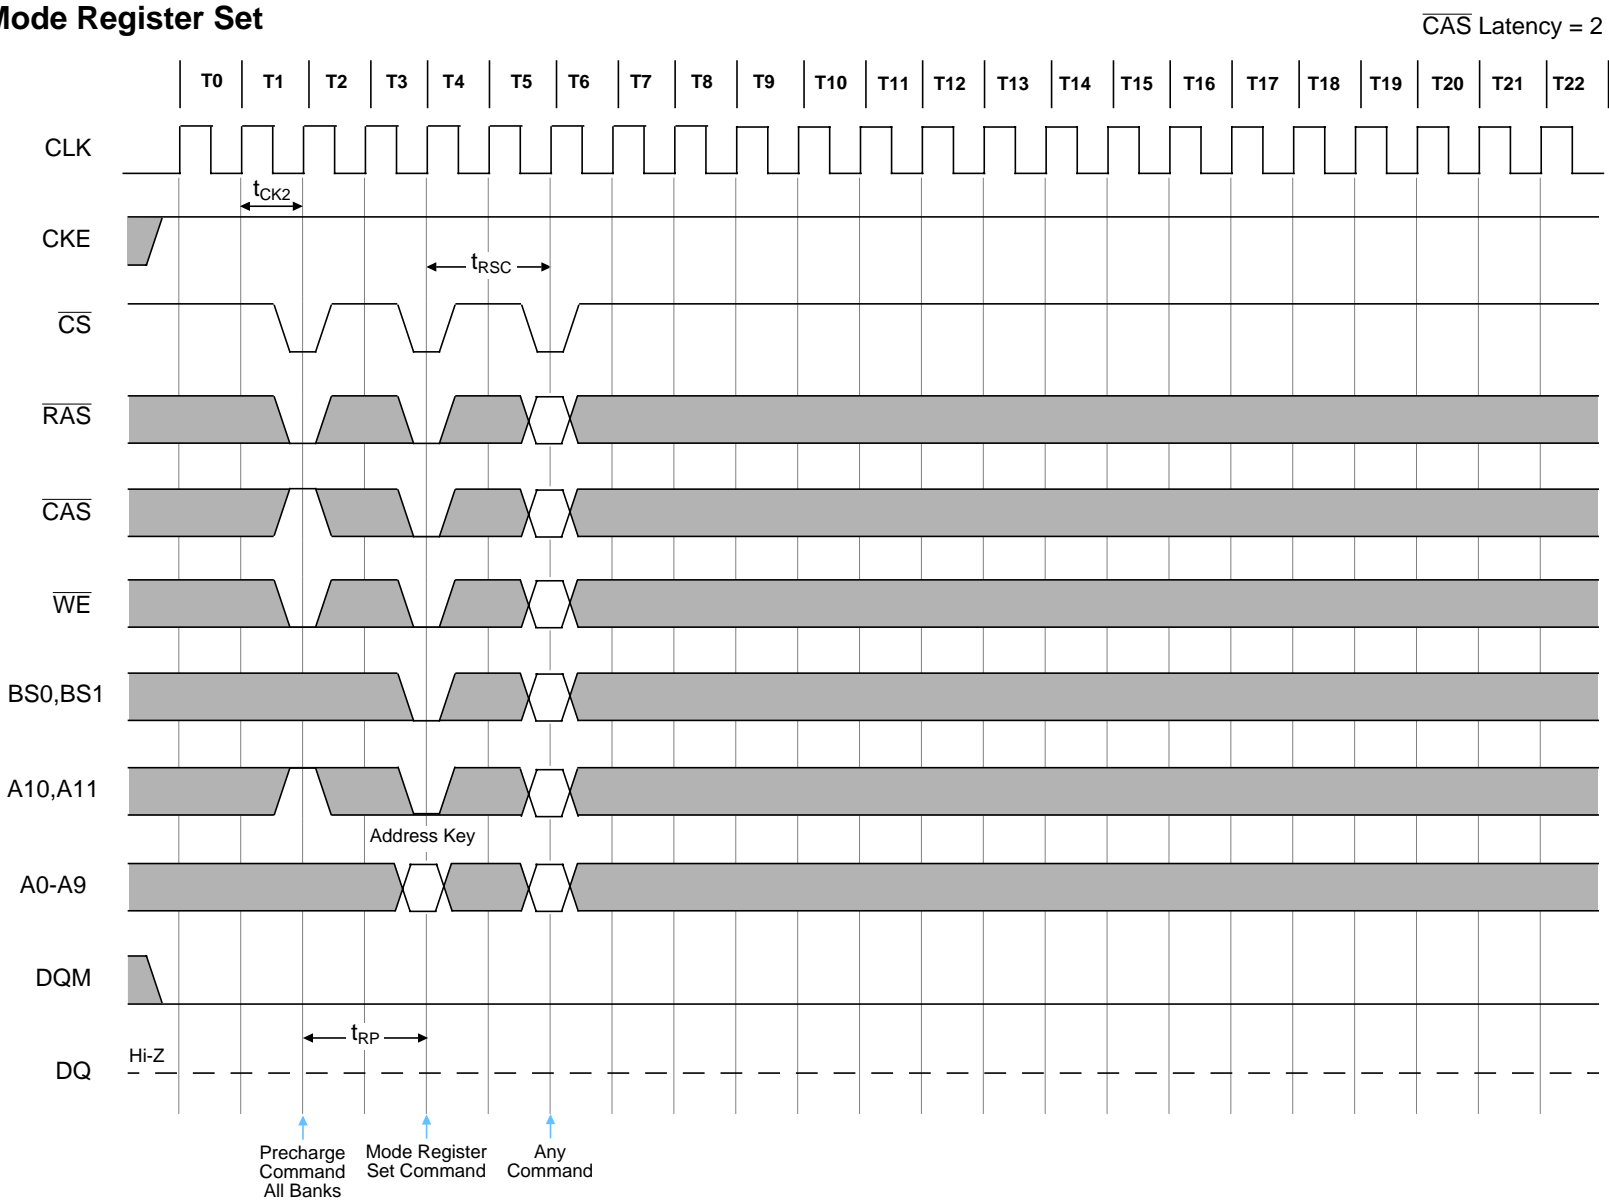 Mode Register Set
CAS Latency = 2
T0 T1 T2 T3 T4 T5 T6 T7 T8 T9 T10 T11 T12 T13 T14 T15 T16 T17 T18 T19 T20 T21 T22
CLK
tCK2
CKE
tRSC
CS
RAS
CAS
WE
BS0,BS1
A10,A11
Address Key
A0-A9
DQM
tRP
Hi-Z
DQ
Precharge
Command
All Banks
Mode Register
Set Command
Any
Command